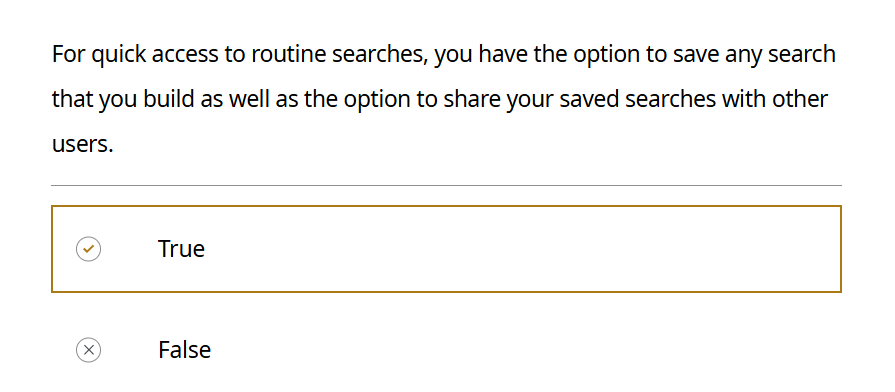 For quick access to routine searches, you have the option to save any search
that you build as well as the option to share your saved searches with other
users.
True
False